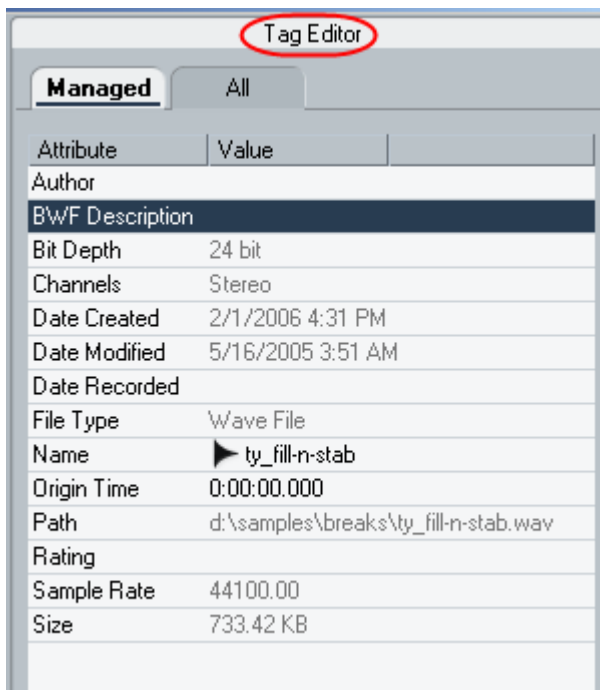 Tag Editor
Managed All
Attribute Value
Author
BWF Description
Bit Depth 24 bit
Channels Stereo
Date Created 2/1/2006 4:31 PM
Date Modified 5/16/2005 3:51 AM
Date Recorded
File Type Wave File
Name ty_fill-n-stab
Origin Time 0:00:00.000
Path d:\samples\breaks\ty_fill-n-stab.wav
Rating
Sample Rate 44100.00
Size 733.42 KB